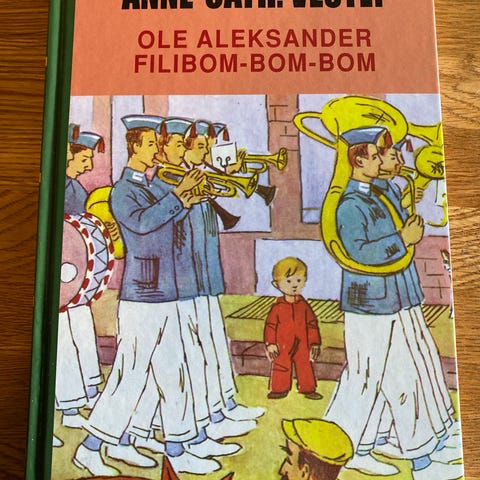 ANNE-CATH. VESTLY
OLE ALEKSANDER
FILIBOM-BOM-BOM